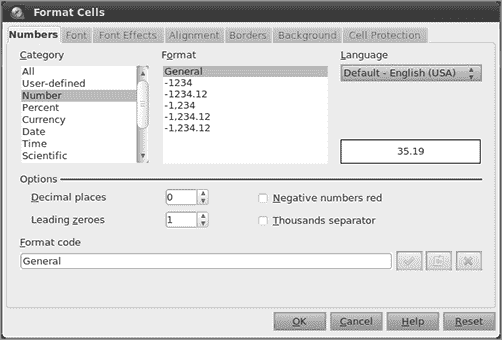 Format Cells
Numbers Font Font Effects Alignment Borders Background Cell Protection
Category Format Language
All General Default - English (USA)
User-defined -1234
Number -1234.12
Percent -1,234
Currency -1,234.12
Date -1,234.12
Time
Scientific 35.19
Options
Decimal places 0 Negative numbers red
Leading zeroes 1 Thousands separator
Format code
General
OK Cancel Help Reset